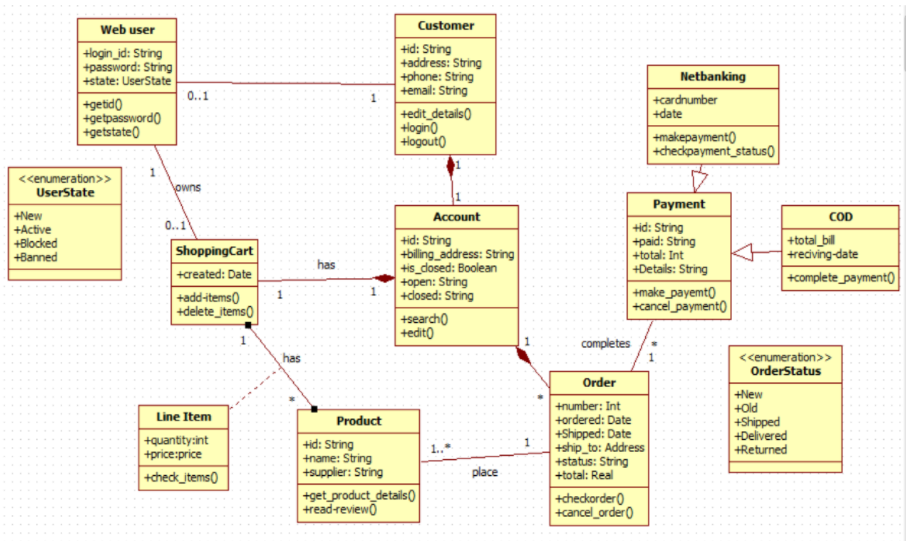 Web user
+login_id: String
+password: String
+state: UserState
+getid()
+getpassword()
+getstate()
Customer
+id: String
+address: String
+phone: String
+email: String
+edit_details()
+login()
+logout()
0..1
1
Netbanking
+cardnumber
+date
+makepayment()
+checkpayment_status()
<<enumeration>>
UserState
+New
+Active
+Blocked
+Banned
1
owns
0..1
1
1
Account
+id: String
+billing_address: String
+is_closed: Boolean
+open: String
+closed: String
+search()
+edit()
Payment
+id: String
+paid: String
+total: Int
+Details: String
+make_payemt()
+cancel_payment()
COD
+total_bill
+reciving-date
+complete_payment()
ShoppingCart
+created: Date
+add-items()
+delete_items()
has
1
1
1
has
*
1
*
completes
*
1
<<enumeration>>
OrderStatus
+New
+Old
+Shipped
+Delivered
+Returned
Line Item
+quantity:int
+price:price
+check_items()
Product
+id: String
+name: String
+supplier: String
+get_product_details()
+read-review()
1..*
1
place
Order
+number: Int
+ordered: Date
+Shipped: Date
+ship_to: Address
+status: String
+total: Real
+checkorder()
+cancel_order()